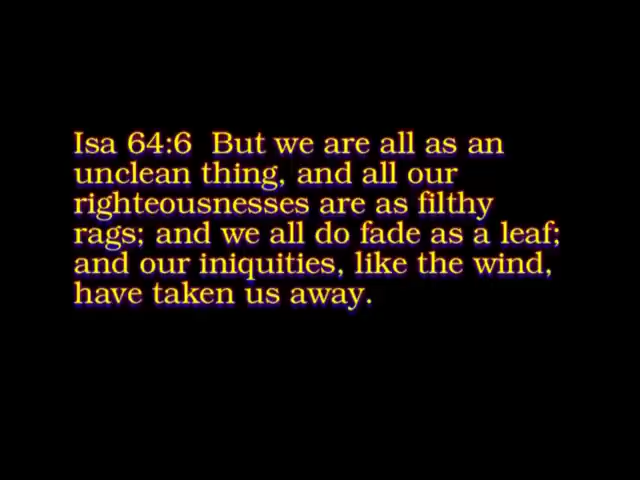 Isa 64:6  But we are all as an
unclean thing, and all our
righteousnesses are as filthy
rags; and we all do fade as a leaf;
and our iniquities, like the wind,
have taken us away.